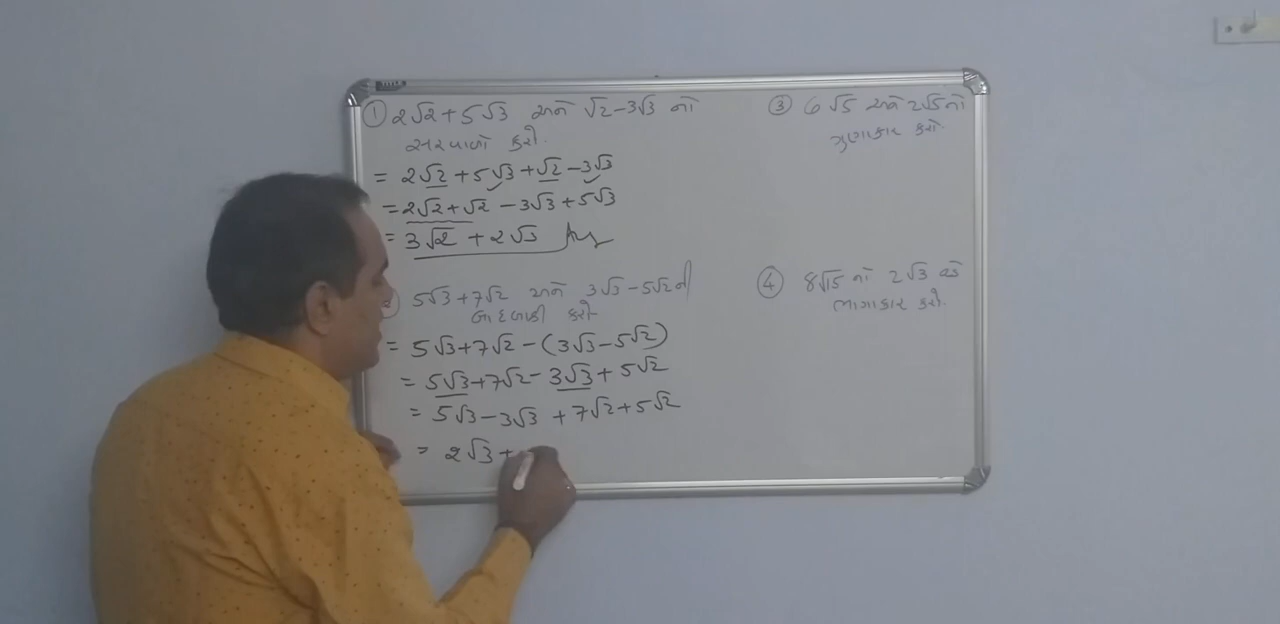 ① 2√2 + 5√3 અને √2 - 3√3 નો
સરવાળો કરો.
= 2√2 + 5√3 + √2 - 3√3
= 2√2 + √2 - 3√3 + 5√3
= 3√2 + 2√3 Ans
5√3 + 7√2 અને 3√3 - 5√2 ની
બાદબાકી કરો
= 5√3 + 7√2 - (3√3 - 5√2)
= 5√3 + 7√2 - 3√3 + 5√2
= 5√3 - 3√3 + 7√2 + 5√2
= 2√3 +
③ 6√5 અને 2√5 નો
ગુણાકાર કરો.
④ 8√15 નો 2√3 વડે
ભાગાકાર કરો.